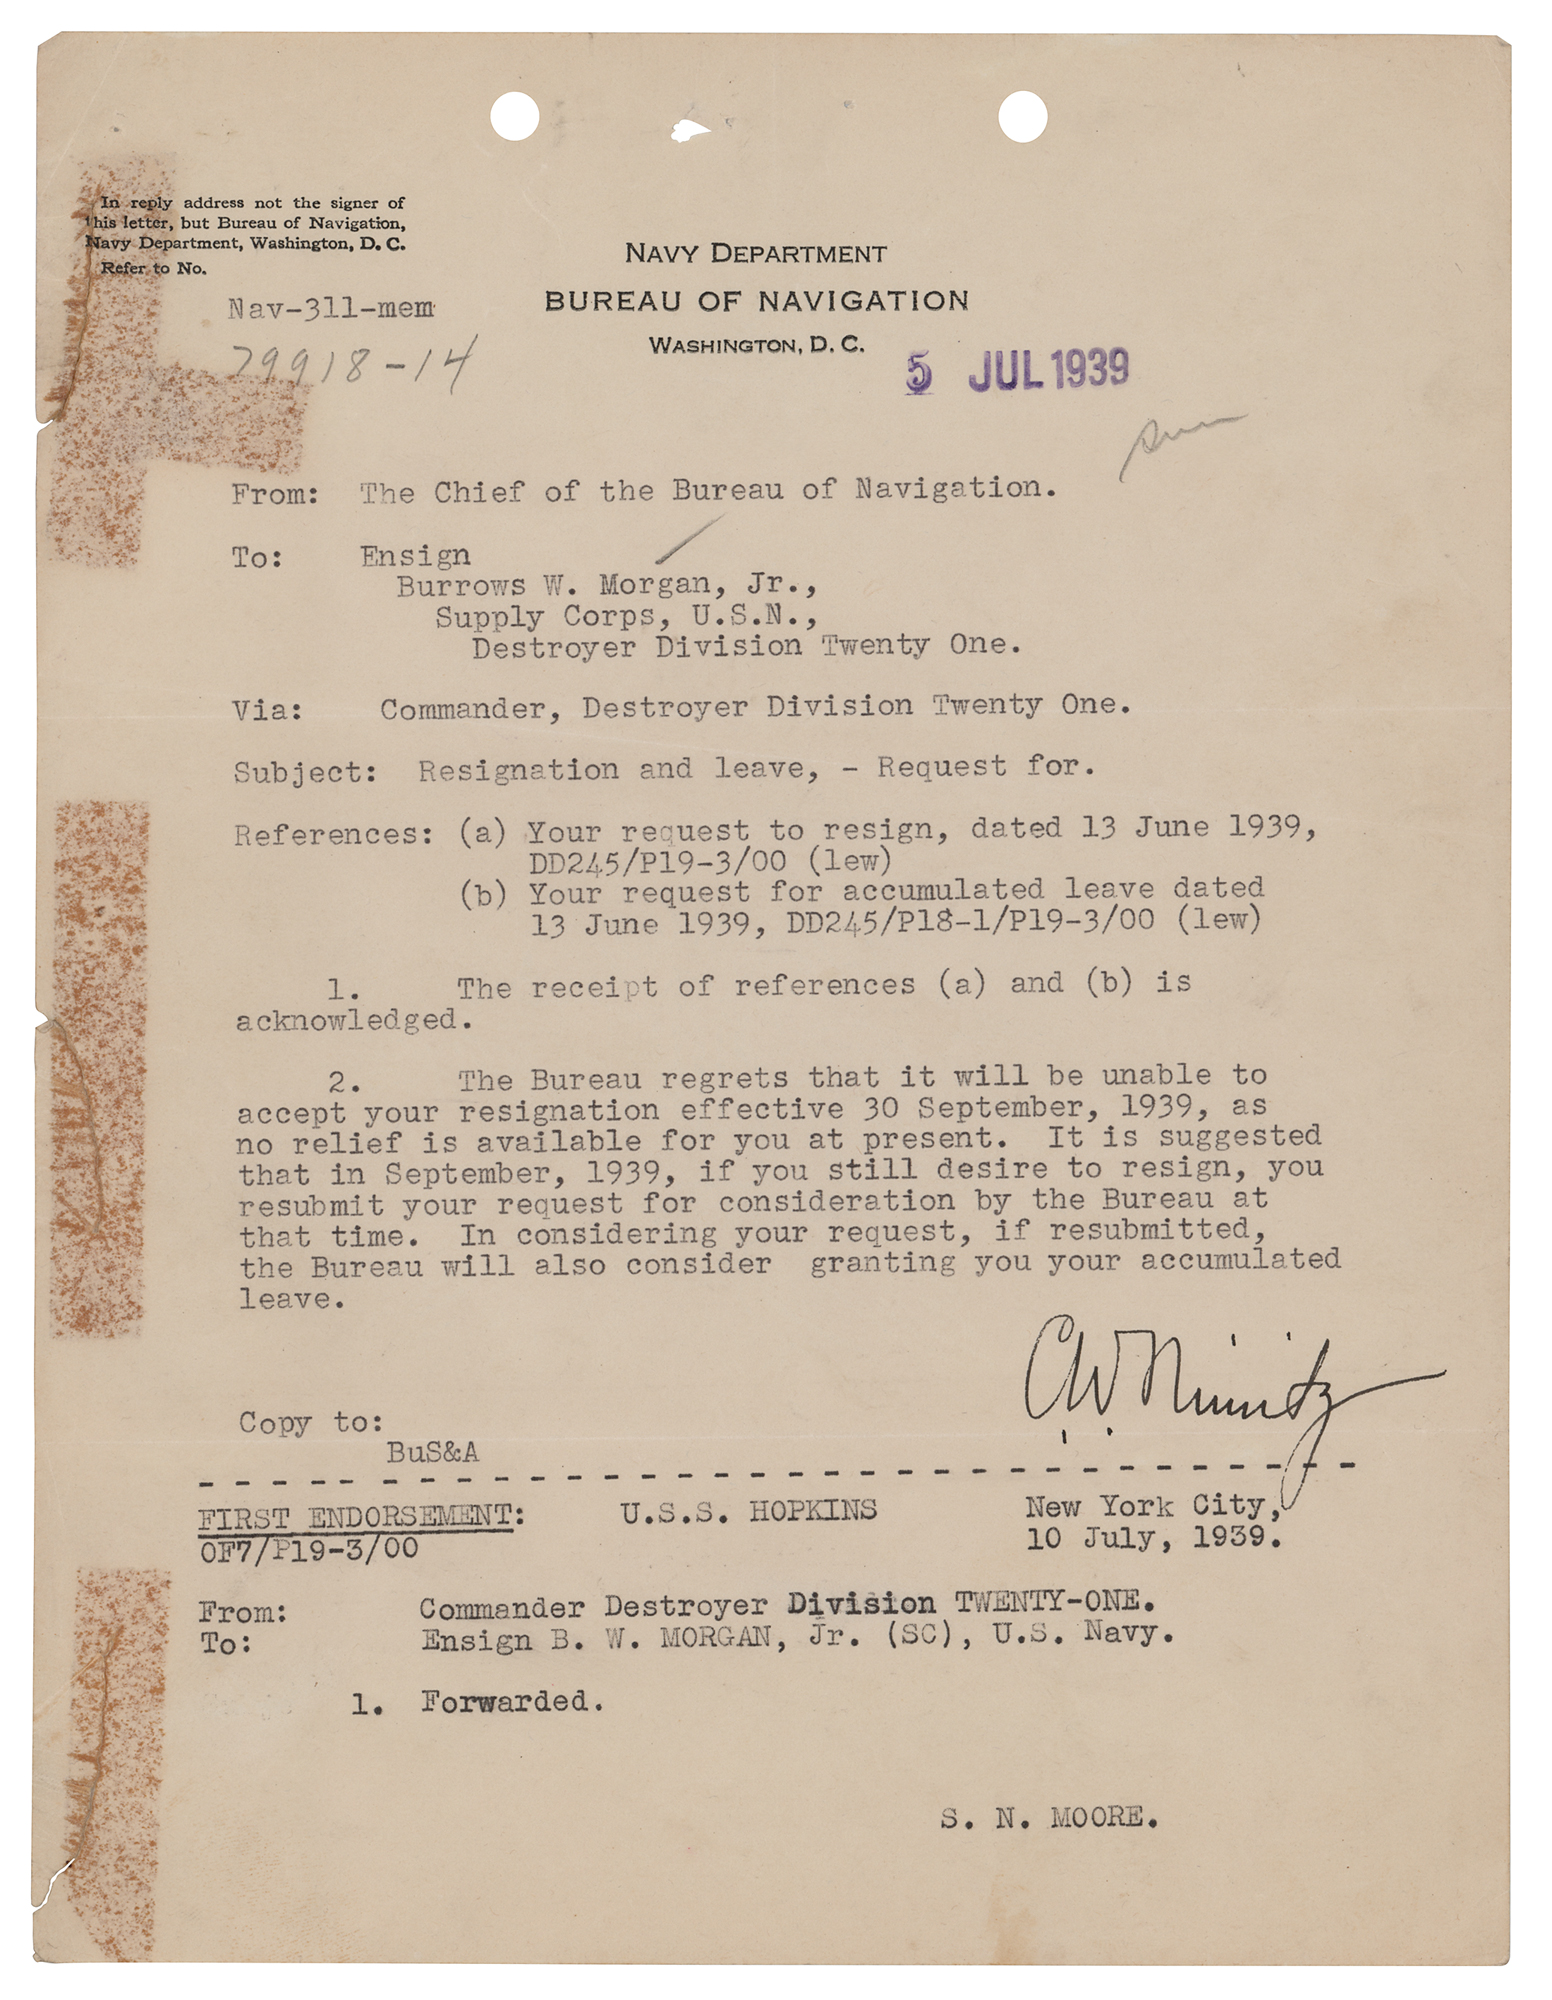 In reply address not the signer of
this letter, but Bureau of Navigation,
Navy Department, Washington, D. C.
Refer to No.
Nav-311-mem
79918-14
NAVY DEPARTMENT
BUREAU OF NAVIGATION
WASHINGTON, D. C.
5 JUL 1939
From: The Chief of the Bureau of Navigation.
To: Ensign
Burrows W. Morgan, Jr.,
Supply Corps, U.S.N.,
Destroyer Division Twenty One.
Via: Commander, Destroyer Division Twenty One.
Subject: Resignation and leave, - Request for.
References: (a) Your request to resign, dated 13 June 1939,
DD245/P19-3/00 (lew)
(b) Your request for accumulated leave dated
13 June 1939, DD245/P18-1/P19-3/00 (lew)
1. The receipt of references (a) and (b) is
acknowledged.
2. The Bureau regrets that it will be unable to
accept your resignation effective 30 September, 1939, as
no relief is available for you at present. It is suggested
that in September, 1939, if you still desire to resign, you
resubmit your request for consideration by the Bureau at
that time. In considering your request, if resubmitted,
the Bureau will also consider granting you your accumulated
leave.
C.W. Nimitz
Copy to:
BuS&A
FIRST ENDORSEMENT: U.S.S. HOPKINS New York City,
OF7/P19-3/00 10 July, 1939.
From: Commander Destroyer Division TWENTY-ONE.
To: Ensign B. W. MORGAN, Jr. (SC), U.S. Navy.
1. Forwarded.
S. N. MOORE.